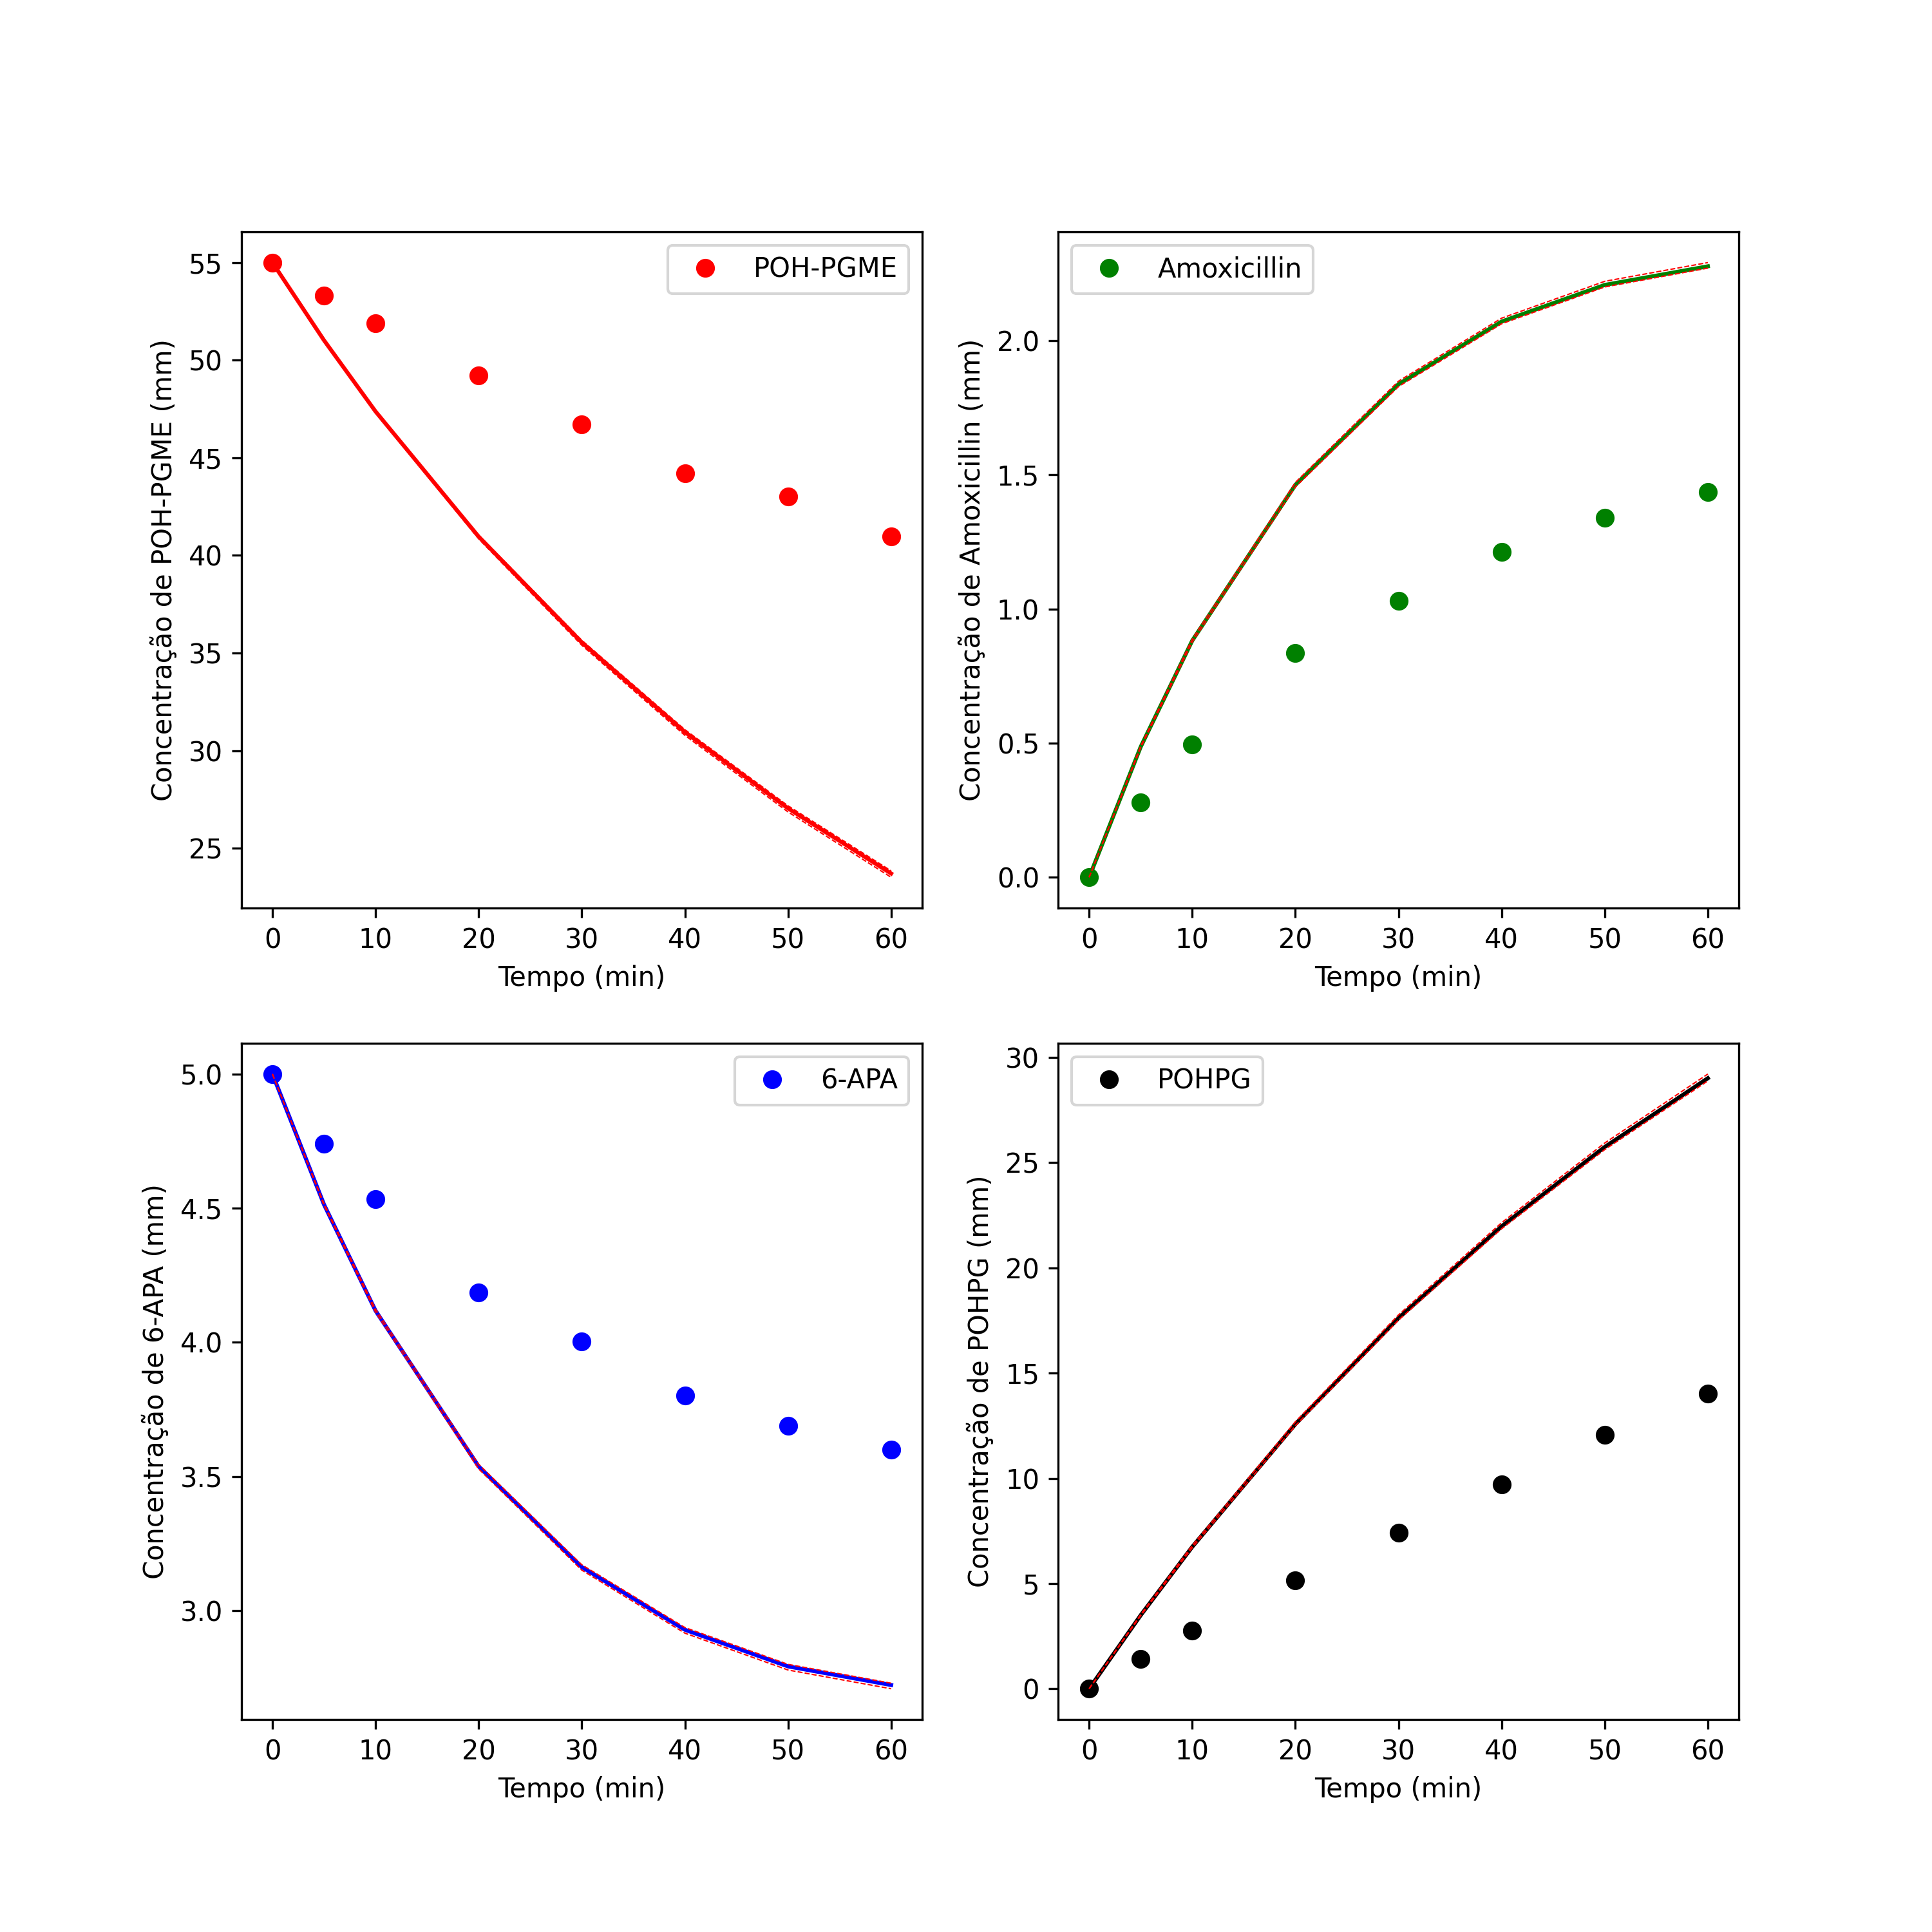 POH-PGME
55
50
45
40
35
30
25
Concentração de POH-PGME (mm)
0 10 20 30 40 50 60
Tempo (min)
Amoxicillin
2.0
1.5
1.0
0.5
0.0
Concentração de Amoxicillin (mm)
0 10 20 30 40 50 60
Tempo (min)
6-APA
5.0
4.5
4.0
3.5
3.0
Concentração de 6-APA (mm)
0 10 20 30 40 50 60
Tempo (min)
POHPG
30
25
20
15
10
5
0
Concentração de POHPG (mm)
0 10 20 30 40 50 60
Tempo (min)